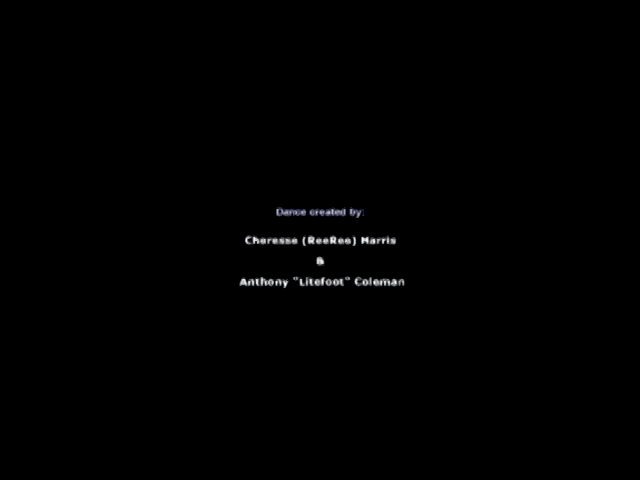 Dance created by:
Cheresse (ReeRee) Harris
&
Anthony "Litefoot" Coleman